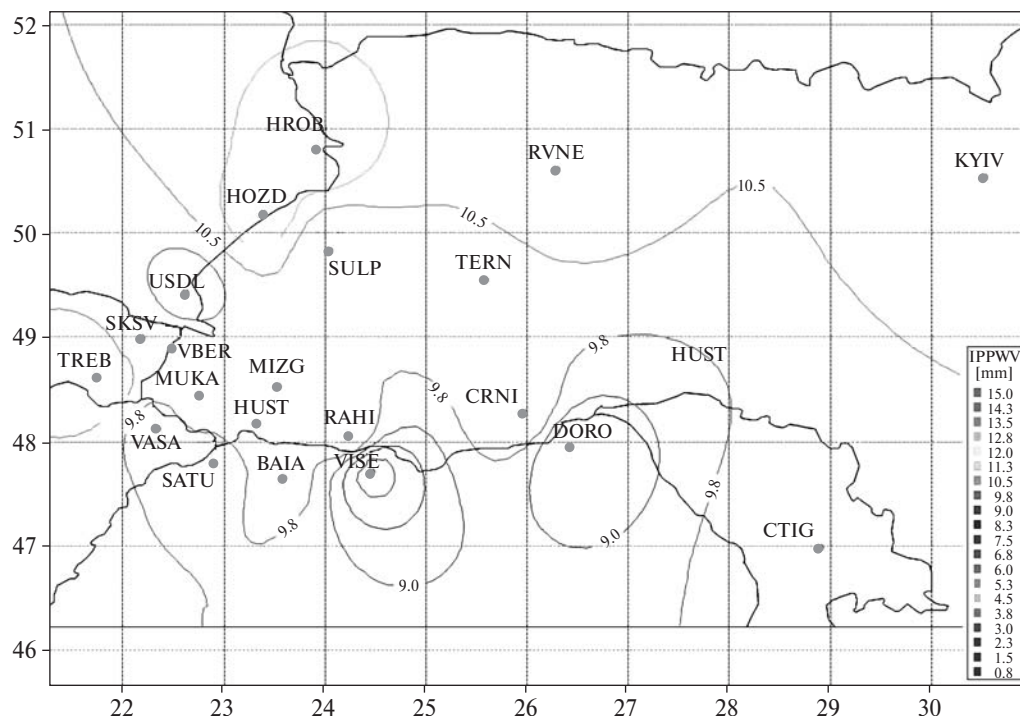 52
51
HROB
RVNE
KYIV
HOZD
10.5
10.5
10.5
50
SULP
TERN
USDL
SKSV
49
VBER
9.8
HUST
TREB
MIZG
MUKA
9.8
CRNI
HUST
RAHI
9.8
VASA
48
DORO
VISE
SATU
BAIA
9.8
9.8
9.0
CTIG
47
9.0
46
22
23
24
25
26
27
28
29
30
IPPWV
[mm]
15.0
14.3
13.5
12.8
12.0
11.3
10.5
9.8
9.0
8.3
7.5
6.8
6.0
5.3
4.5
3.8
3.0
2.3
1.5
0.8